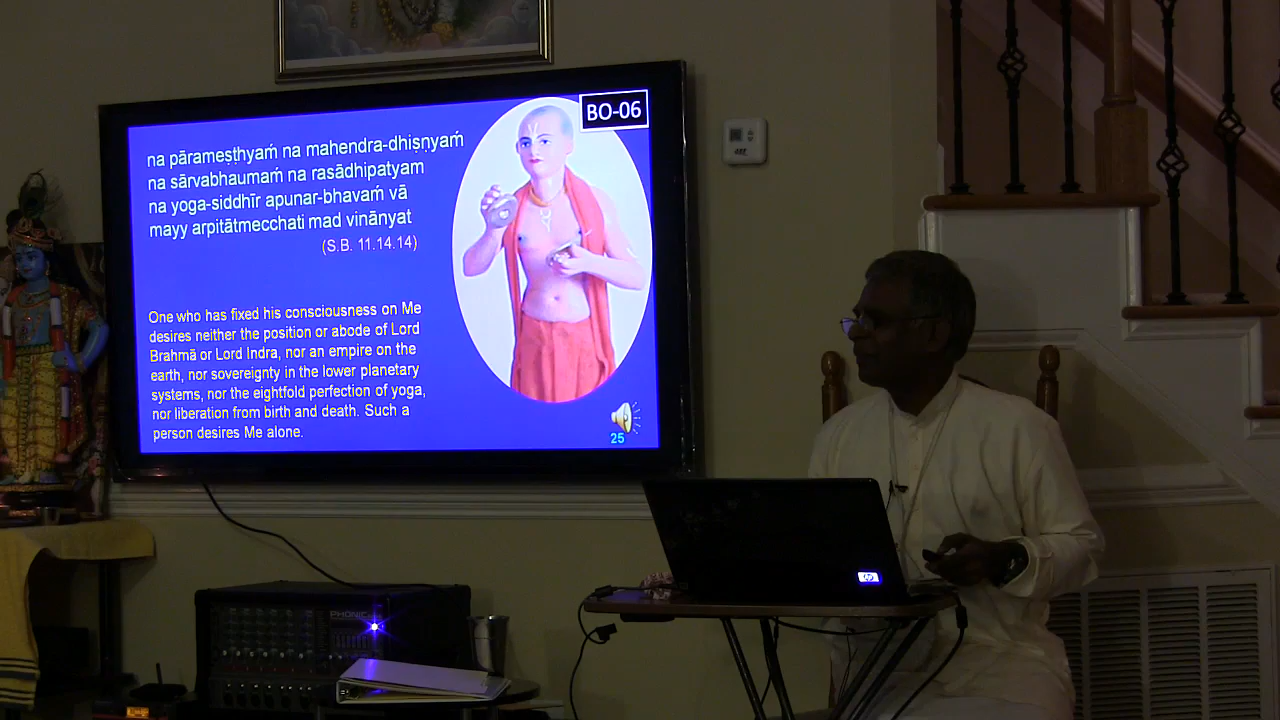 BO-06
na pārameṣṭhyaṁ na mahendra-dhiṣṇyaṁ
na sārvabhaumaṁ na rasādhipatyam
na yoga-siddhīr apunar-bhavaṁ vā
mayy arpitātmecchati mad vinānyat
(S.B. 11.14.14)
One who has fixed his consciousness on Me
desires neither the position or abode of Lord
Brahmā or Lord Indra, nor an empire on the
earth, nor sovereignty in the lower planetary
systems, nor the eightfold perfection of yoga,
nor liberation from birth and death. Such a
person desires Me alone.
25
PHONIC
hp